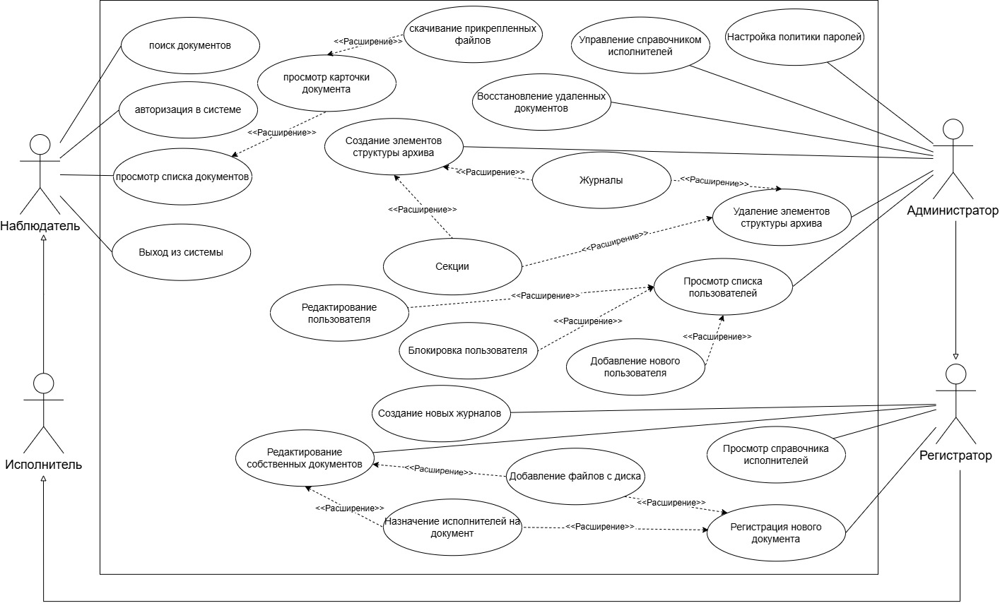 поиск документов
<<Расширение>>
скачивание прикрепленных
файлов
Управление справочником
исполнителей
Настройка политики паролей
просмотр карточки
документа
авторизация в системе
Восстановление удаленных
документов
<<Расширение>>
Создание элементов
структуры архива
просмотр списка документов
<<Расширение>>
Журналы
<<Расширение>>
Наблюдатель
Администратор
<<Расширение>>
Удаление элементов
структуры архива
Выход из системы
<<Расширение>>
Секции
Просмотр списка
пользователей
Редактирование
пользователя
<<Расширение>>
<<Расширение>>
Блокировка пользователя
<<Расширение>>
Добавление нового
пользователя
Создание новых журналов
Исполнитель
Регистратор
Редактирование
собственных документов
Просмотр справочника
исполнителей
<<Расширение>>
Добавление файлов с диска
<<Расширение>>
<<Расширение>>
Назначение исполнителей на
документ
<<Расширение>>
Регистрация нового
документа